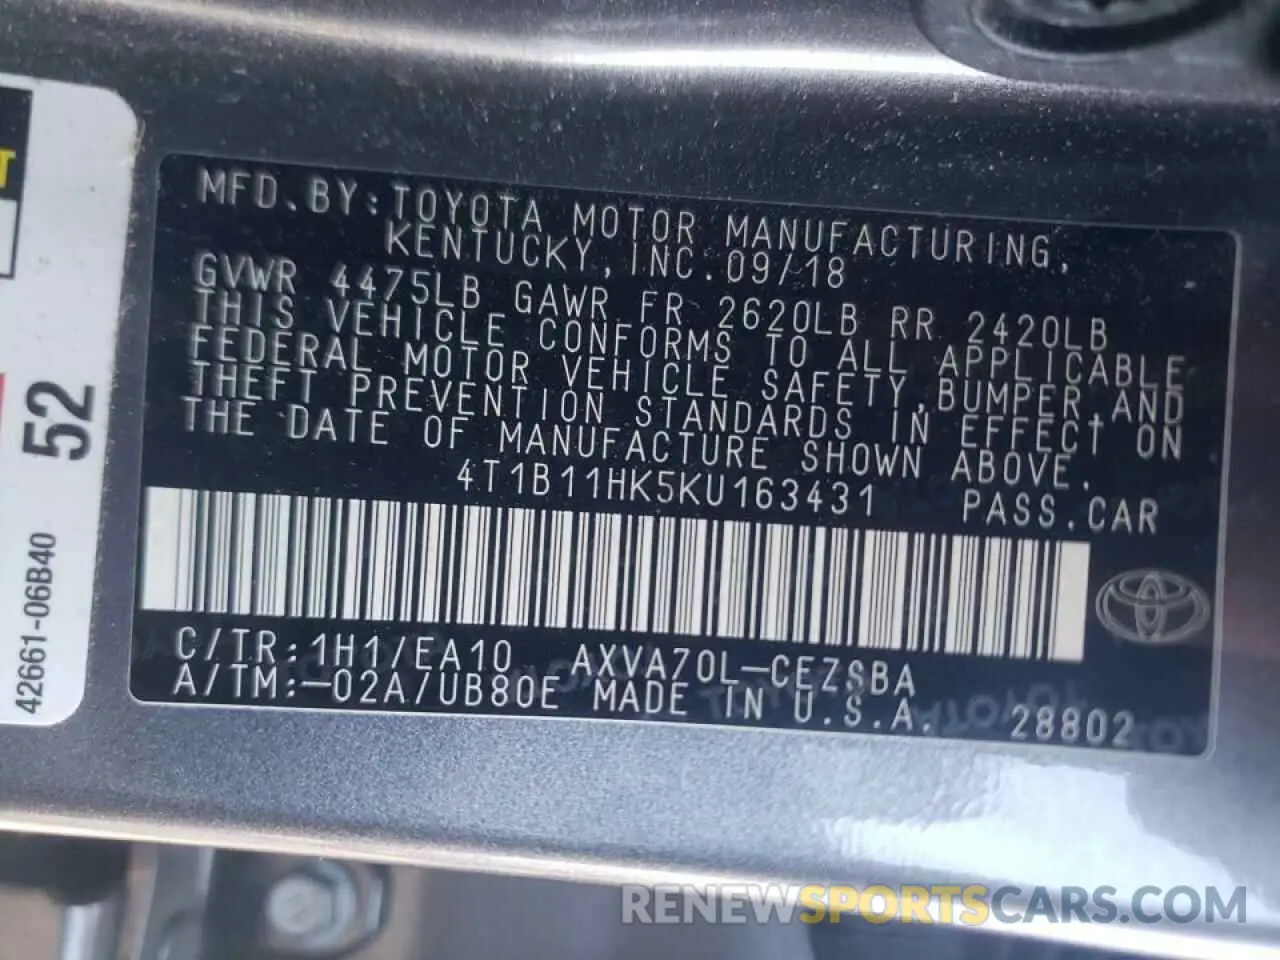 MFD.BY:TOYOTA MOTOR MANUFACTURING,
KENTUCKY, INC. 09/18
GVWR 4475LB GAWR FR 2620LB RR 2420LB
THIS VEHICLE CONFORMS TO ALL APPLICABLE
FEDERAL MOTOR VEHICLE SAFETY,BUMPER,AND
THEFT PREVENTION STANDARDS IN EFFECT ON
THE DATE OF MANUFACTURE SHOWN ABOVE.
4T1B11HK5KU163431 PASS.CAR
C/TR:1H1/EA10 AXVA70L-CEZSBA
A/TM:-02A/UB80E MADE IN U.S.A. 28802
T
52
42661-06B40
RENEWSPORTSCARS.COM